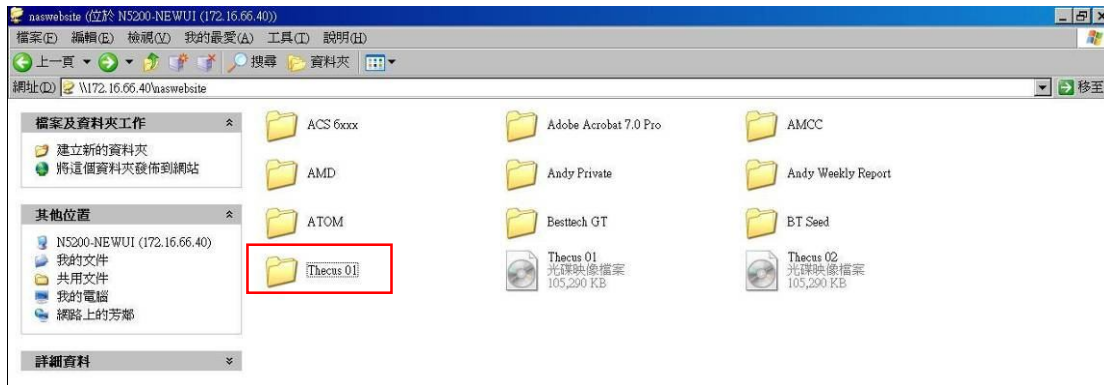 naswebsite (位於 N5200-NEWUI (172.16.66.40))
檔案(F) 編輯(E) 檢視(V) 我的最愛(A) 工具(T) 說明(H)
上一頁 搜尋 資料夾
網址(D) \\172.16.66.40\naswebsite 移至
檔案及資料夾工作
建立新的資料夾
將這個資料夾發佈到網站
其他位置
N5200-NEWUI (172.16.66.40)
我的文件
共用文件
我的電腦
網路上的芳鄰
詳細資料
ACS 6xxx
Adobe Acrobat 7.0 Pro
AMCC
AMD
Andy Private
Andy Weekly Report
ATOM
Besttech GT
BT Seed
Thecus 01
Thecus 01
光碟映像檔案
105,290 KB
Thecus 02
光碟映像檔案
105,290 KB